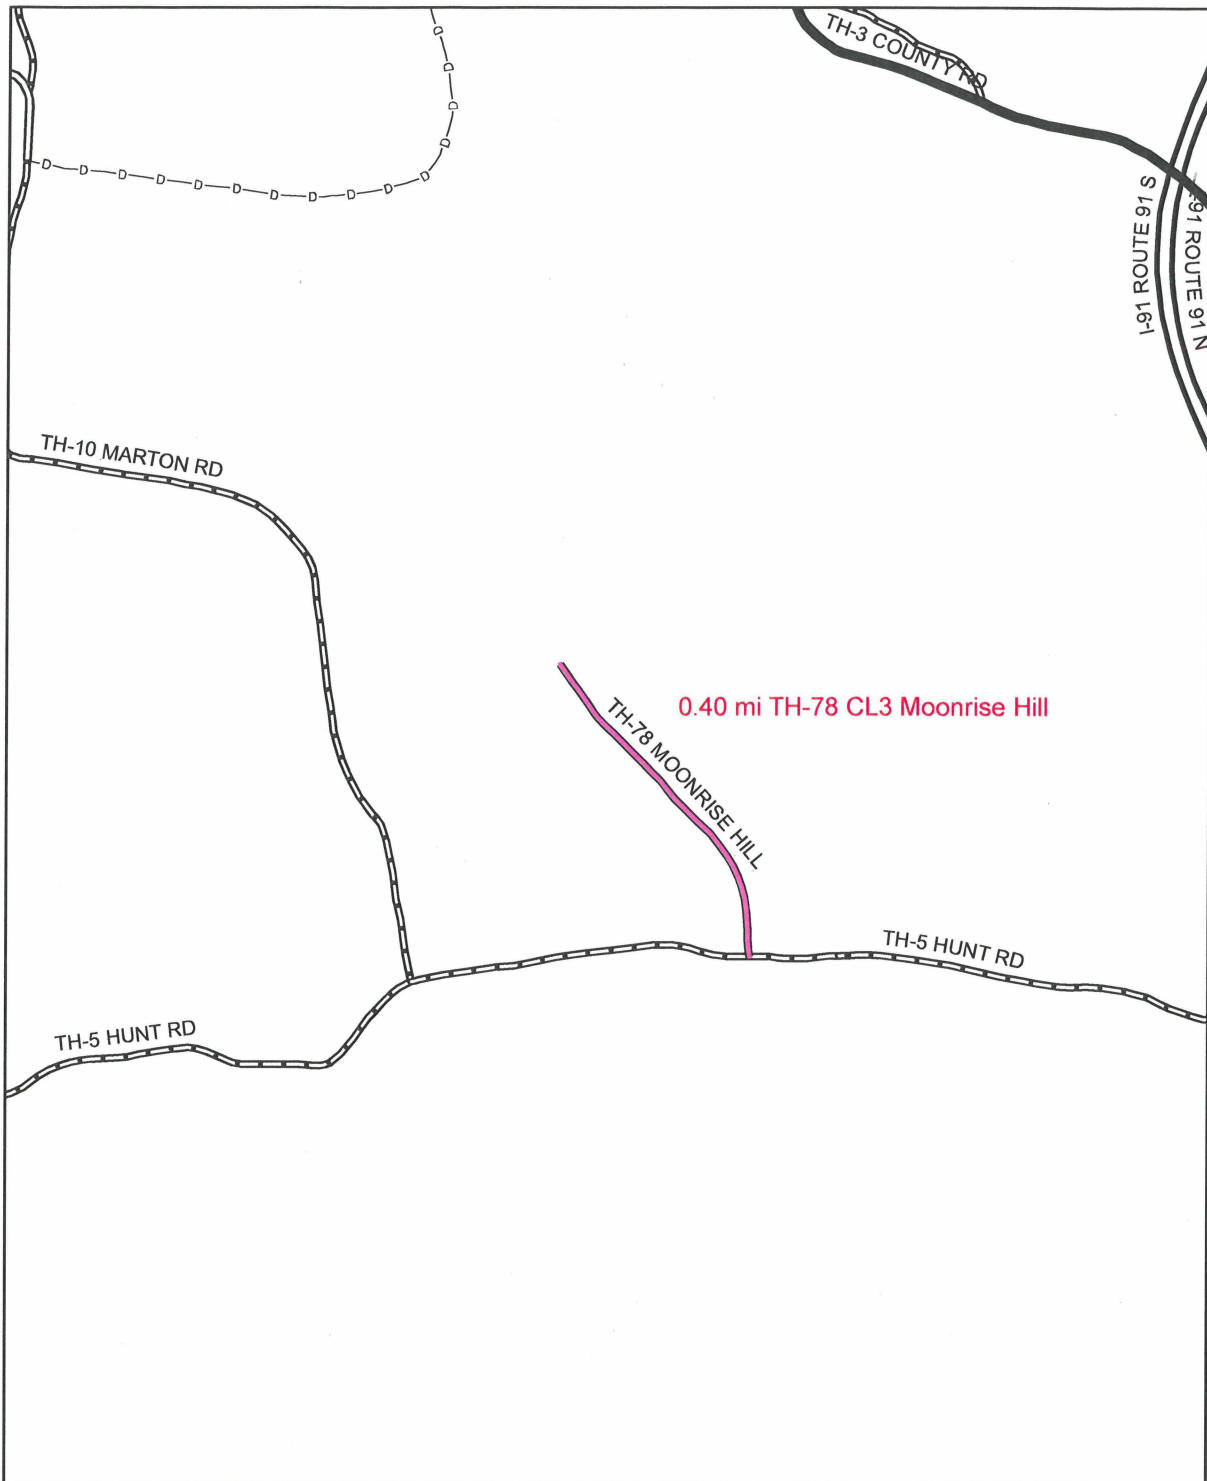 TH-3 COUNTY RD
I-91 ROUTE 91 S
I-91 ROUTE 91 N
TH-10 MARTON RD
0.40 mi TH-78 CL3 Moonrise Hill
TH-78 MOONRISE HILL
TH-5 HUNT RD
TH-5 HUNT RD
D D D D D D D D D D D D D D D D